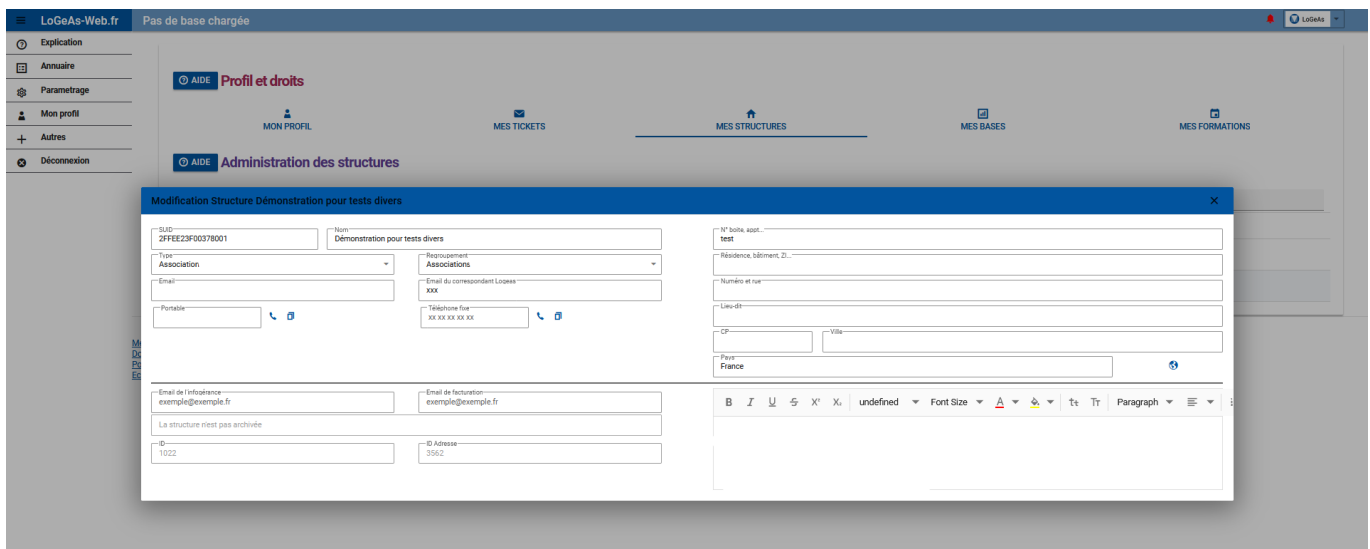 LoGeAs-Web.fr Pas de base chargée LoGeAs
Explication
Annuaire
Parametrage
Mon profil
Autres
Déconnexion
AIDE Profil et droits
MON PROFIL MES TICKETS MES STRUCTURES MES BASES MES FORMATIONS
AIDE Administration des structures
Modification Structure Démonstration pour tests divers
SUID Nom N° boite, appt...
2FFEE23F00378001 Démonstration pour tests divers test
Type Regroupement Résidence, bâtiment, ZI...
Association Associations
Email Email du correspondant Logeas Numéro et rue
xxx
Portable Téléphone fixe Lieu-dit
xx xx xx xx xx
CP Ville
Pays
France
Email de l'infogérance Email de facturation
exemple@exemple.fr exemple@exemple.fr
B I U S X² X₂ undefined Font Size A Tt Tт Paragraph
La structure n'est pas archivée
ID ID Adresse
1022 3562